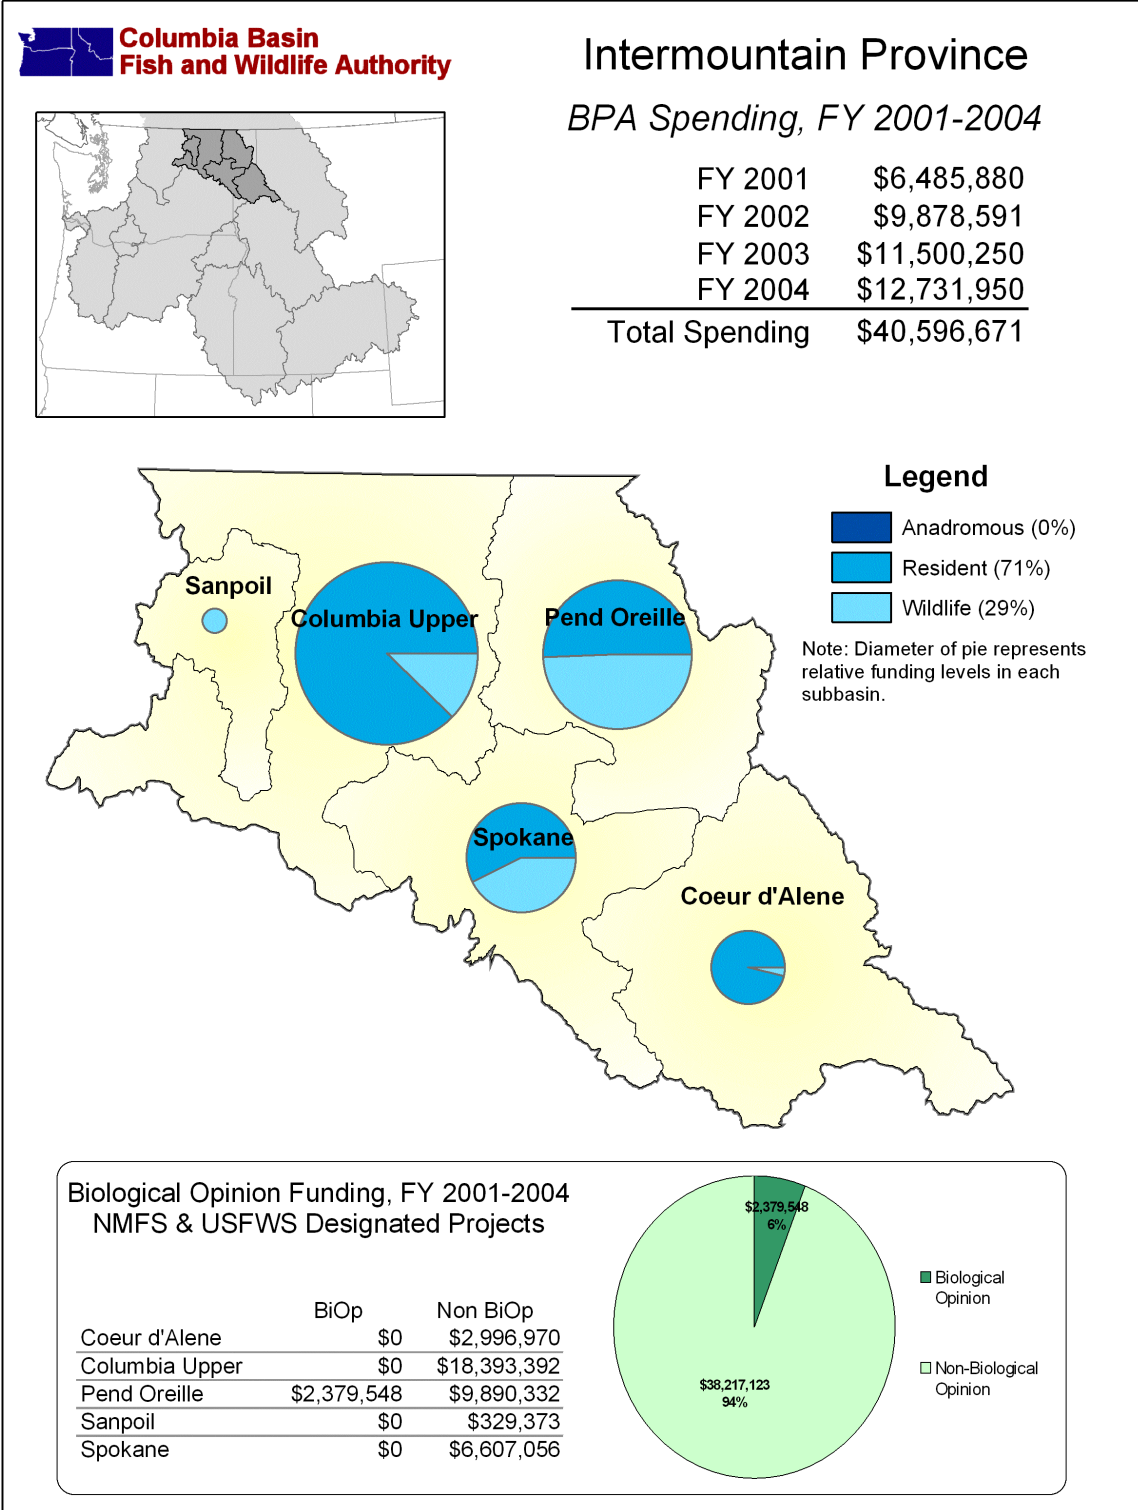 Columbia Basin
Fish and Wildlife Authority
Intermountain Province
BPA Spending, FY 2001-2004
FY 2001 $6,485,880
FY 2002 $9,878,591
FY 2003 $11,500,250
FY 2004 $12,731,950
Total Spending $40,596,671
Legend
Anadromous (0%)
Resident (71%)
Wildlife (29%)
Note: Diameter of pie represents
relative funding levels in each
subbasin.
Sanpoil
Columbia Upper
Pend Oreille
Spokane
Coeur d'Alene
Biological Opinion Funding, FY 2001-2004
NMFS & USFWS Designated Projects
BiOp Non BiOp
Coeur d'Alene $0 $2,996,970
Columbia Upper $0 $18,393,392
Pend Oreille $2,379,548 $9,890,332
Sanpoil $0 $329,373
Spokane $0 $6,607,056
$2,379,548
6%
$38,217,123
94%
Biological
Opinion
Non-Biological
Opinion